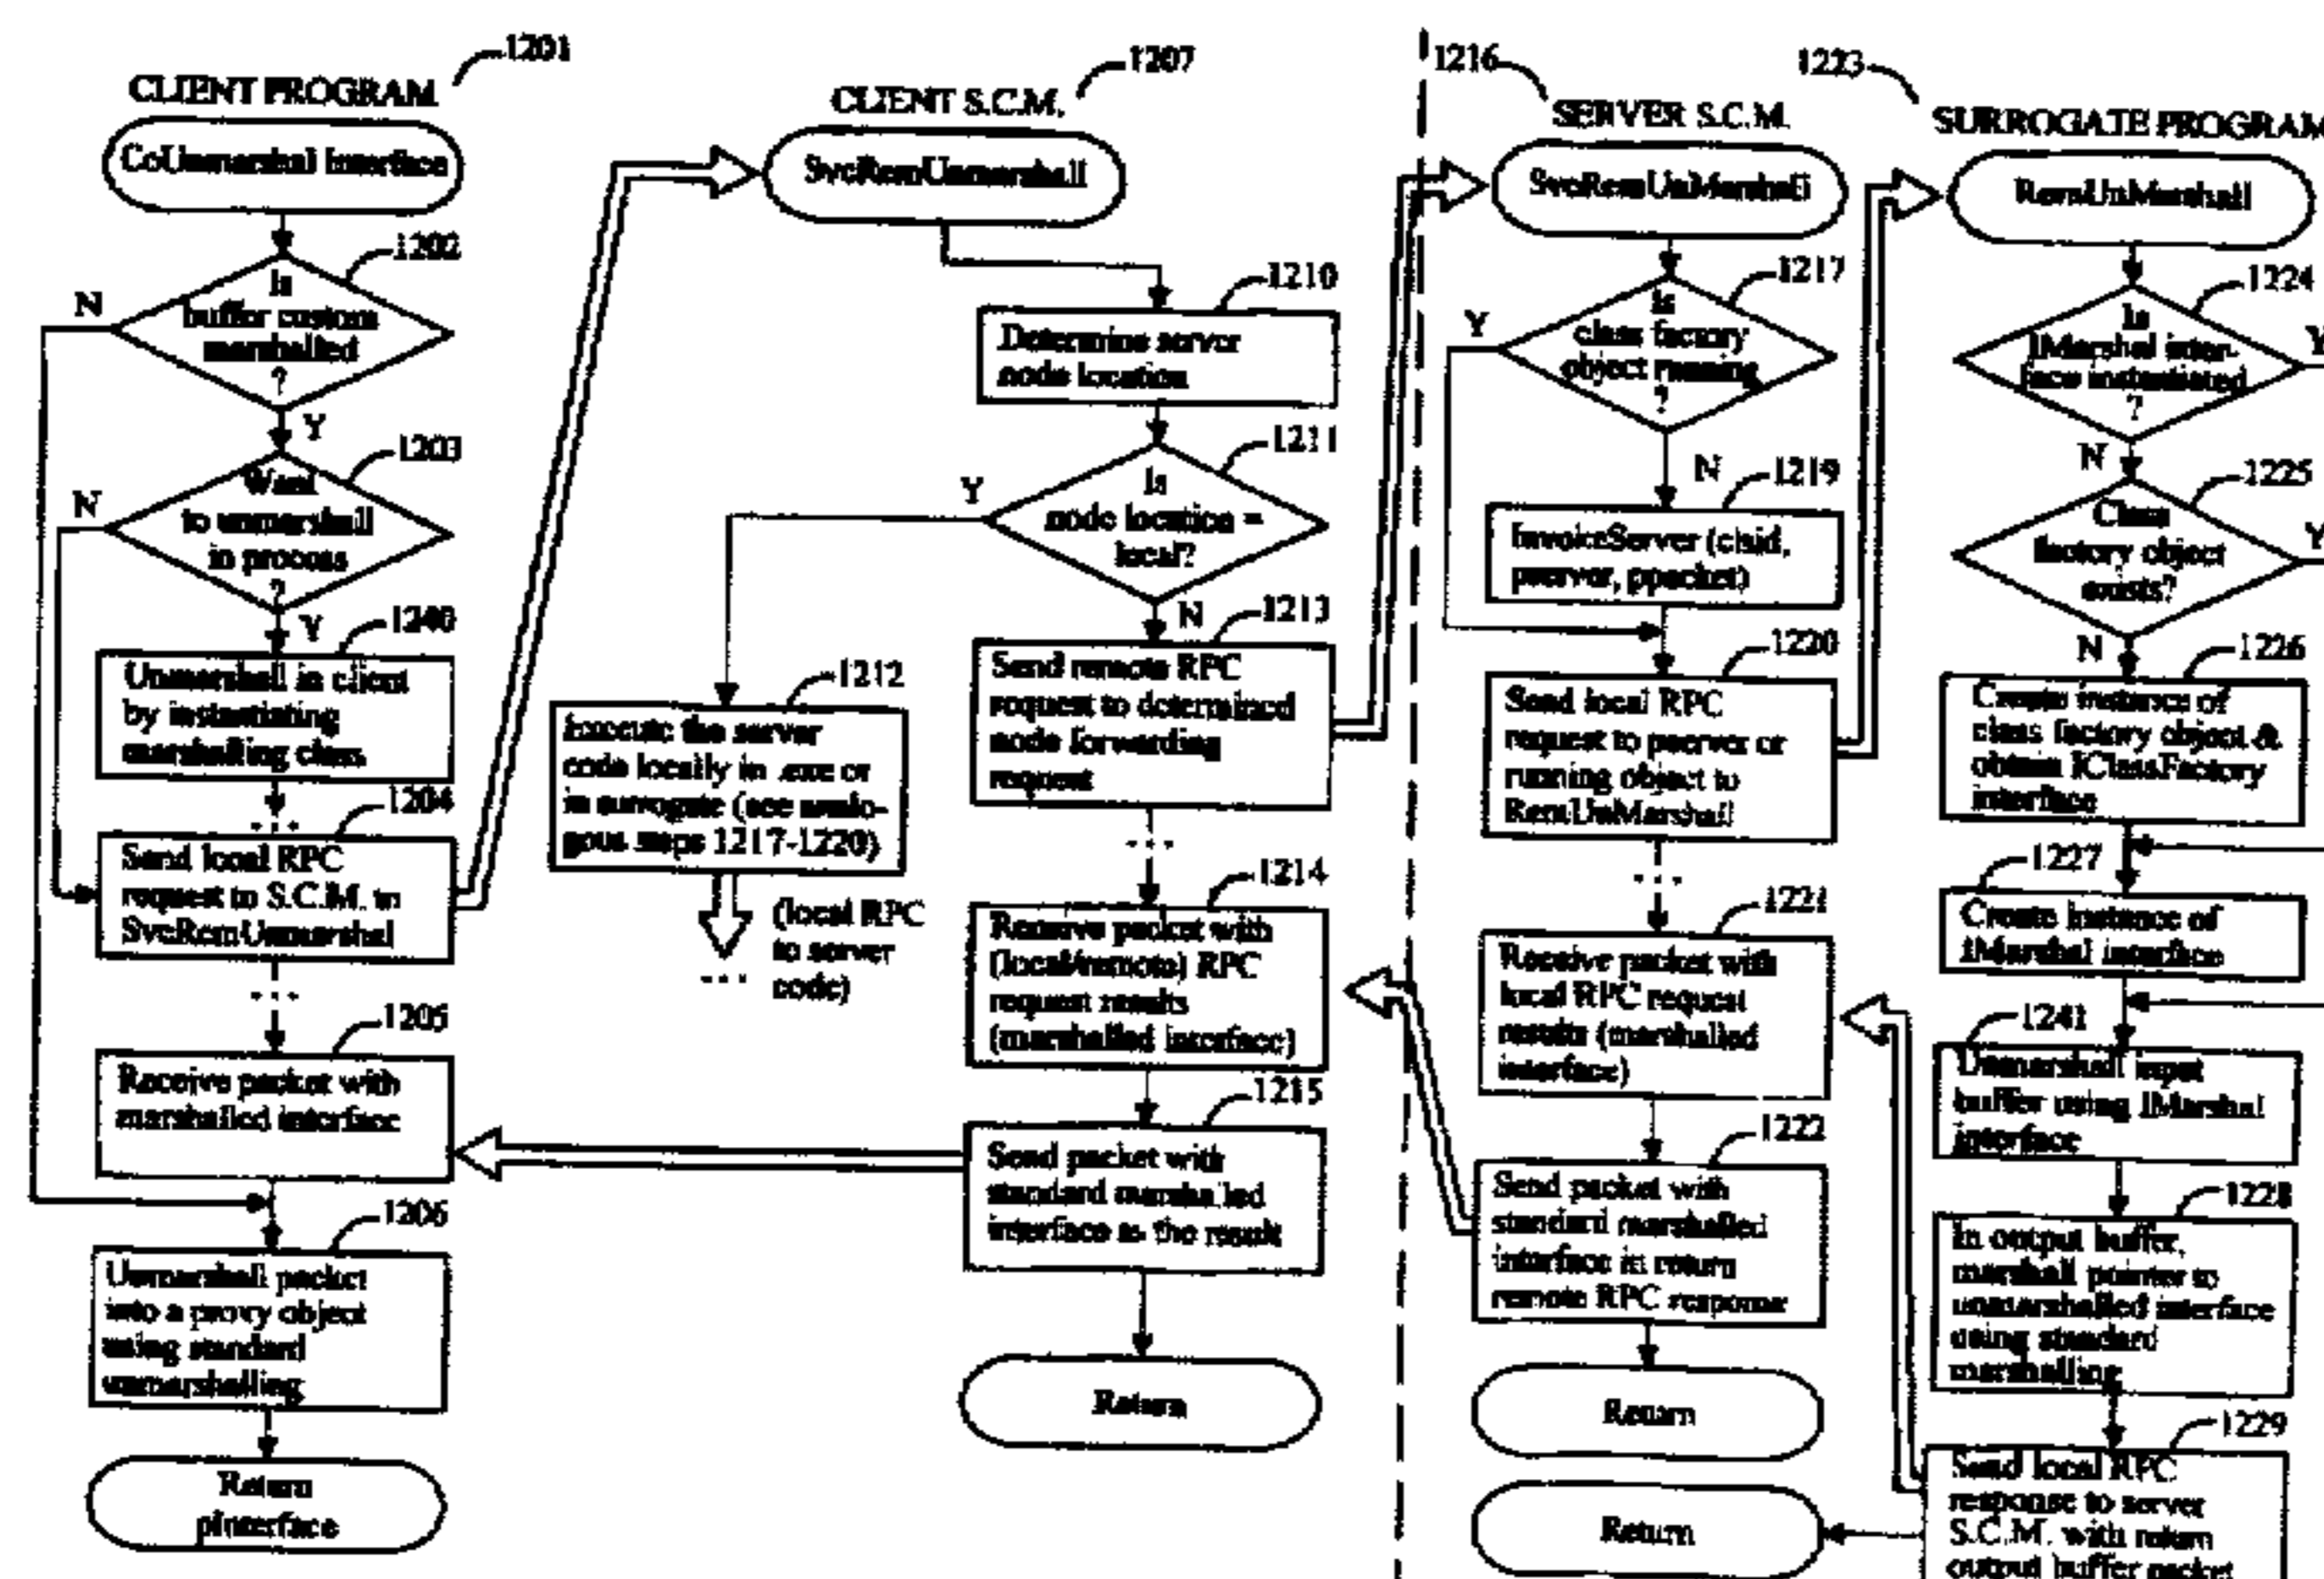 1201
CLIENT PROGRAM
CoUnmarshal Interface
1202
Is
buffer custom
marshalled
?
N
Y
1203
Want
to unmarshall
in process
?
N
Y
1240
Unmarshall in client
by instantiating
marshalling class
1204
Send local RPC
request to S.C.M. to
SvcRemUnmarshal
1205
Receive packet with
marshalled interface
1206
Unmarshall packet
into a proxy object
using standard
unmarshalling
Return
pInterface
1207
CLIENT S.C.M.
SvcRemUnmarshall
1210
Determine server
node location
1211
Is
node location =
local?
Y
N
1212
Execute the server
code locally in .exe or
in surrogate (see analo-
gous steps 1217-1220)
(local RPC
to server
code)
1213
Send remote RPC
request to determined
node forwarding
request
1214
Receive packet with
(local/remote) RPC
request results
(marshalled interface)
1215
Send packet with
standard marshalled
interface as the result
Return
1216
SERVER S.C.M.
SvcRemUnMarshall
1217
Is
class factory
object running
?
Y
N
1219
InvokeServer (clsid,
pserver, ppacket)
1220
Send local RPC
request to pserver or
running object to
RemUnMarshall
1221
Receive packet with
local RPC request
results (marshalled
interface)
1222
Send packet with
standard marshalled
interface in return
remote RPC response
Return
Return
1223
SURROGATE PROGRAM
RemUnMarshall
1224
Is
IMarshal inter-
face instantiated
?
Y
N
1225
Class
factory object
exists?
Y
N
1226
Create instance of
class factory object &
obtain IClassFactory
interface
1227
Create instance of
IMarshal interface
1241
Unmarshall input
buffer using IMarshal
interface
1228
In output buffer,
marshall pointer to
unmarshalled interface
using standard
marshalling
1229
Send local RPC
response to server
S.C.M. with return
output buffer packet